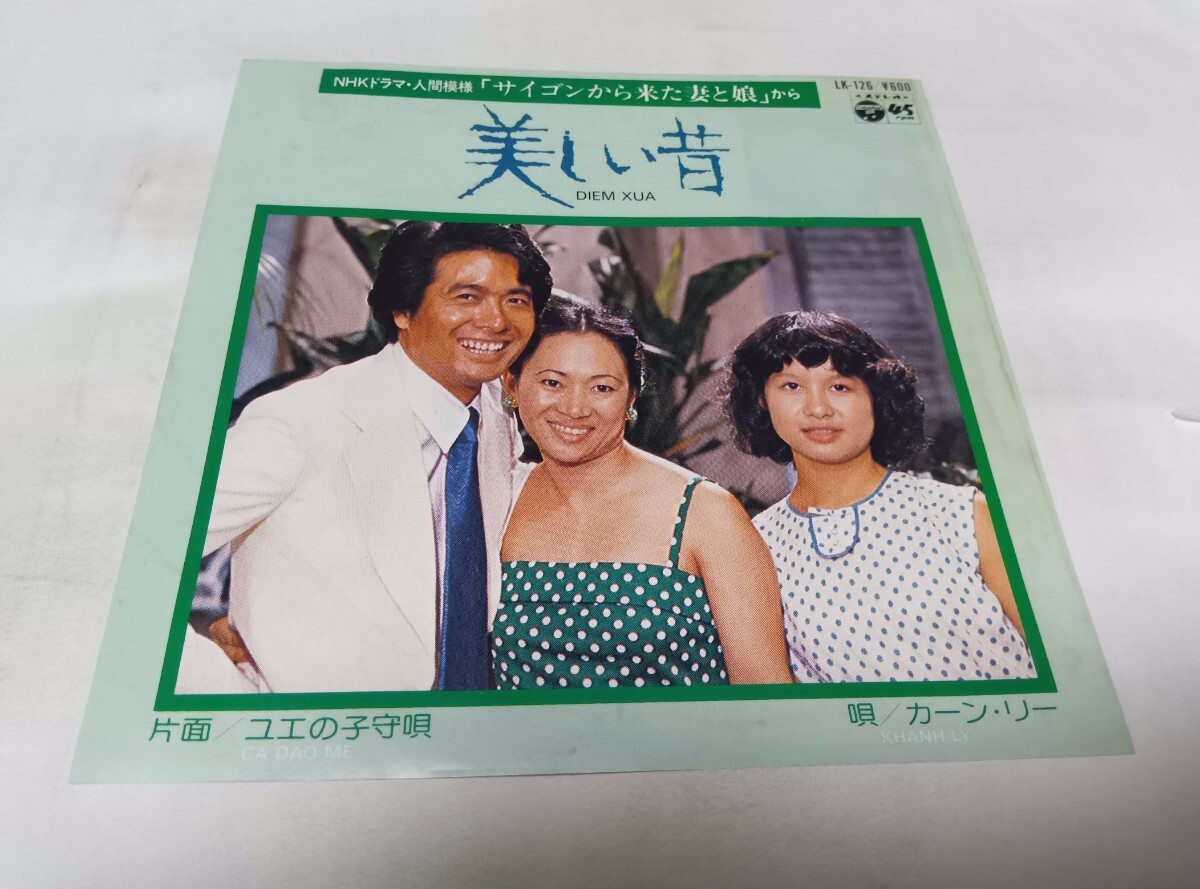 NHKドラマ・人間模様「サイゴンから来た妻と娘」から
LK-126/¥600
ステレオ
45
rpm
美しい昔
DIEM XUA
片面/ユエの子守唄
CA DAO ME
唄/カーン・リー
KHANH LY